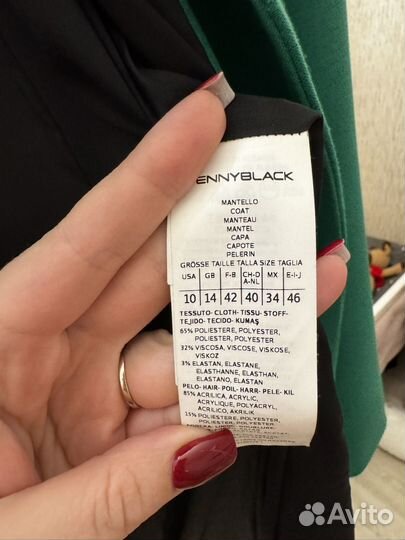 ENNYBLACK
MANTELLO
COAT
MANTEAU
MANTEL
CAPA
CAPOTE
PELERIN
GRÖSSE TAILLE TALLA SIZE TAGLIA
USA GB F-B CH-D A-NL MX E-I-J
10 14 42 40 34 46
TESSUTO- CLOTH- TISSU- STOFF-
TEJIDO- TECIDO- KUMAŞ
65% POLIESTERE, POLYESTER,
POLIESTER, POLYESTER
32% VISCOSA, VISCOSE, VISKOSE,
VISKOZ
3% ELASTAN, ELASTANE,
ELASTHANNE, ELASTHAN,
ELASTANO, ELASTAN
PELO- HAIR- POIL- HARR- PELE- KIL
85% ACRILICA, ACRYLIC,
ACRYLIQUE, POLYACRYL,
ACRILICO, AKRILIK
15% POLIESTERE, POLYESTER,
POLIESTER, POLYESTER
Avito